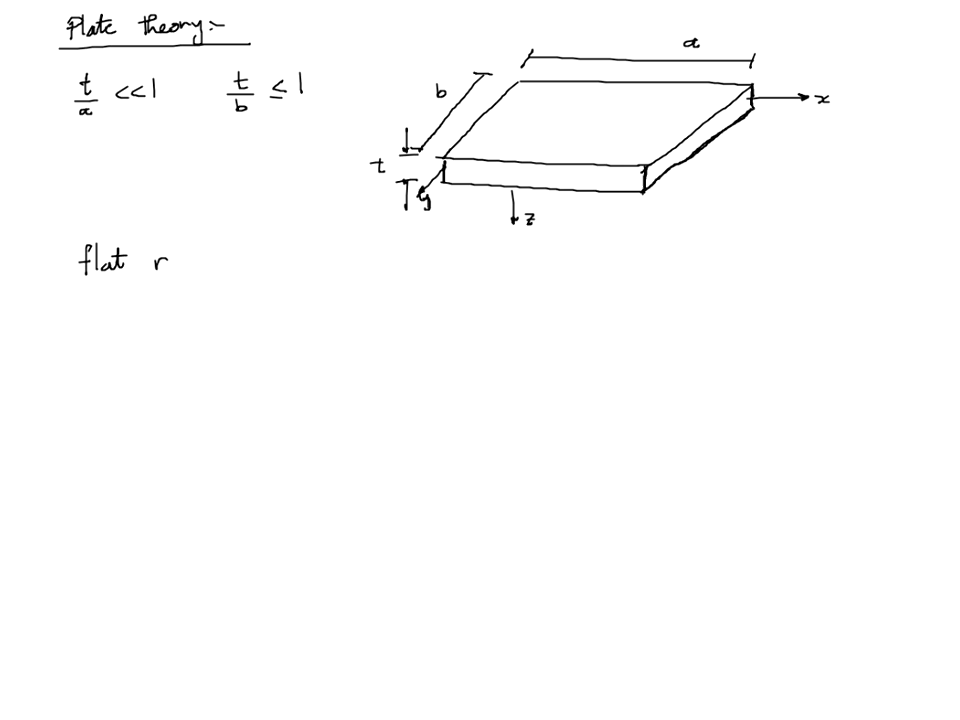 Plate theory:-
t/a <<1 t/b ≤ 1
a
b
x
t
y
z
flat r